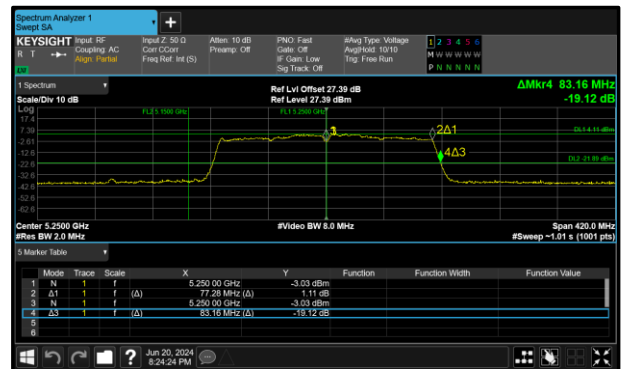 Spectrum Analyzer 1
Swept SA
+
KEYSIGHT Input: RF Input Z: 50 Ω Atten: 10 dB PNO: Fast #Avg Type: Voltage 1 2 3 4 5 6
R T Coupling: AC Corr CCorr Preamp: Off Gate: Off Avg|Hold: 10/10 M W W W W W
Align: Partial Freq Ref: Int (S) IF Gain: Low Trig: Free Run
Sig Track: Off P N N N N N
1 Spectrum Ref Lvl Offset 27.39 dB ΔMkr4 83.16 MHz
Scale/Div 10 dB Ref Level 27.39 dBm -19.12 dB
Log FL2 5.1500 GHz FL1 5.2500 GHz
17.4
7.39 3 2Δ1 DL1 4.11 dBm
-2.61
-12.6 4Δ3
-22.6 DL2 -21.89 dBm
-32.6
-42.6
-52.6
-62.6
Center 5.2500 GHz #Video BW 8.0 MHz Span 420.0 MHz
#Res BW 2.0 MHz #Sweep ~1.01 s (1001 pts)
5 Marker Table
Mode Trace Scale X Y Function Function Width Function Value
1 N 1 f 5.250 00 GHz -3.03 dBm
2 Δ1 1 f (Δ) 77.28 MHz (Δ) 1.11 dB
3 N 1 f 5.250 00 GHz -3.03 dBm
4 Δ3 1 f (Δ) 83.16 MHz (Δ) -19.12 dB
5
6
? Jun 20, 2024
8:24:24 PM